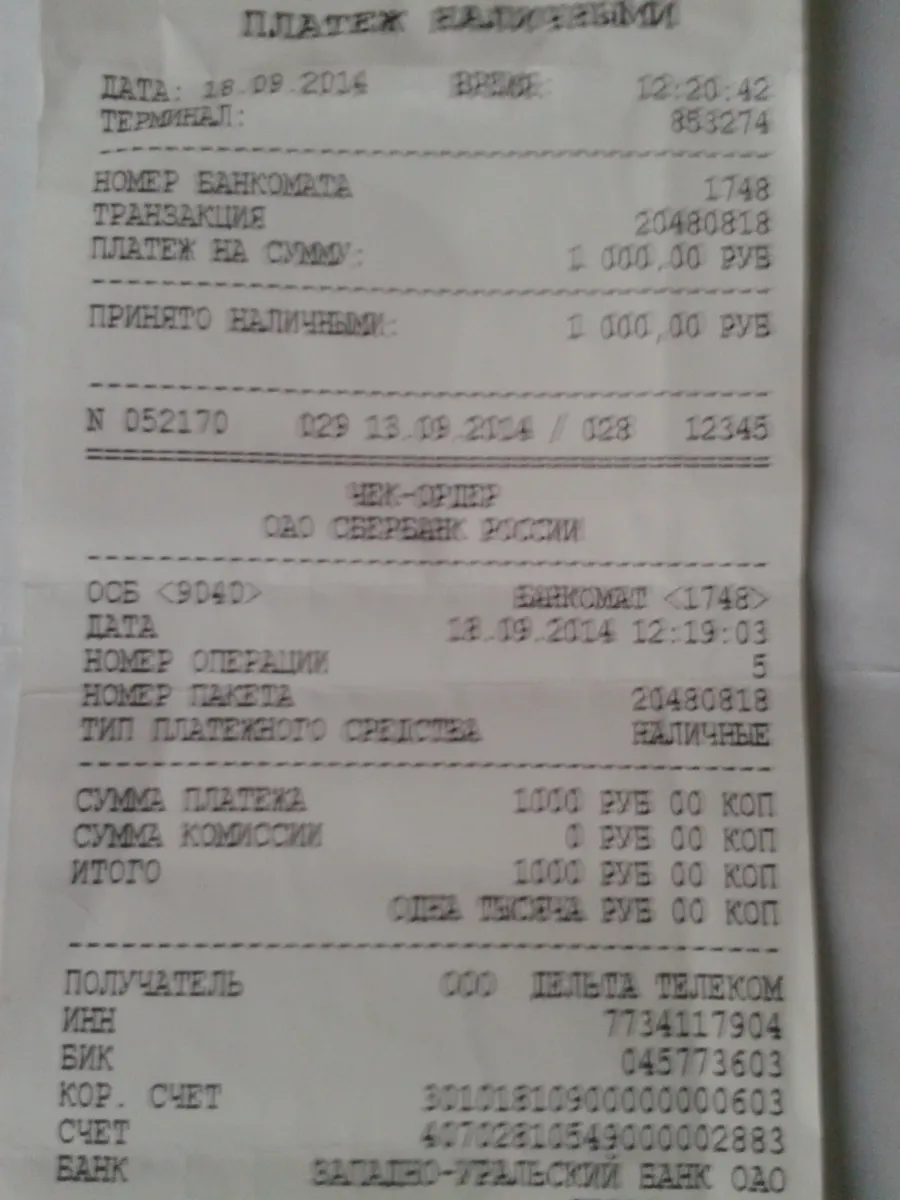 ПЛАТЕЖ НАЛИЧНЫМИ
ДАТА: 18.09.2014 ВРЕМЯ: 12:20:42
ТЕРМИНАЛ: 853274
НОМЕР БАНКОМАТА 1748
ТРАНЗАКЦИЯ 20480818
ПЛАТЕЖ НА СУММУ: 1 000,00 РУБ
ПРИНЯТО НАЛИЧНЫМИ: 1 000,00 РУБ
N 052170 029 13.09.2014 / 028 12345
ЧЕК-ОРДЕР
ОАО СБЕРБАНК РОССИИ
ОСБ <9040> БАНКОМАТ <1748>
ДАТА 18.09.2014 12:19:03
НОМЕР ОПЕРАЦИИ 5
НОМЕР ПАКЕТА 20480818
ТИП ПЛАТЕЖНОГО СРЕДСТВА НАЛИЧНЫЕ
СУММА ПЛАТЕЖА 1000 РУБ 00 КОП
СУММА КОМИССИИ 0 РУБ 00 КОП
ИТОГО 1000 РУБ 00 КОП
ОДНА ТЫСЯЧА РУБ 00 КОП
ПОЛУЧАТЕЛЬ ООО ДЕЛЬТА ТЕЛЕКОМ
ИНН 7734117904
БИК 045773603
КОР. СЧЕТ 30101810900000000603
СЧЕТ 40702810549000002883
БАНК ЗАПАДНО-УРАЛЬСКИЙ БАНК ОАО